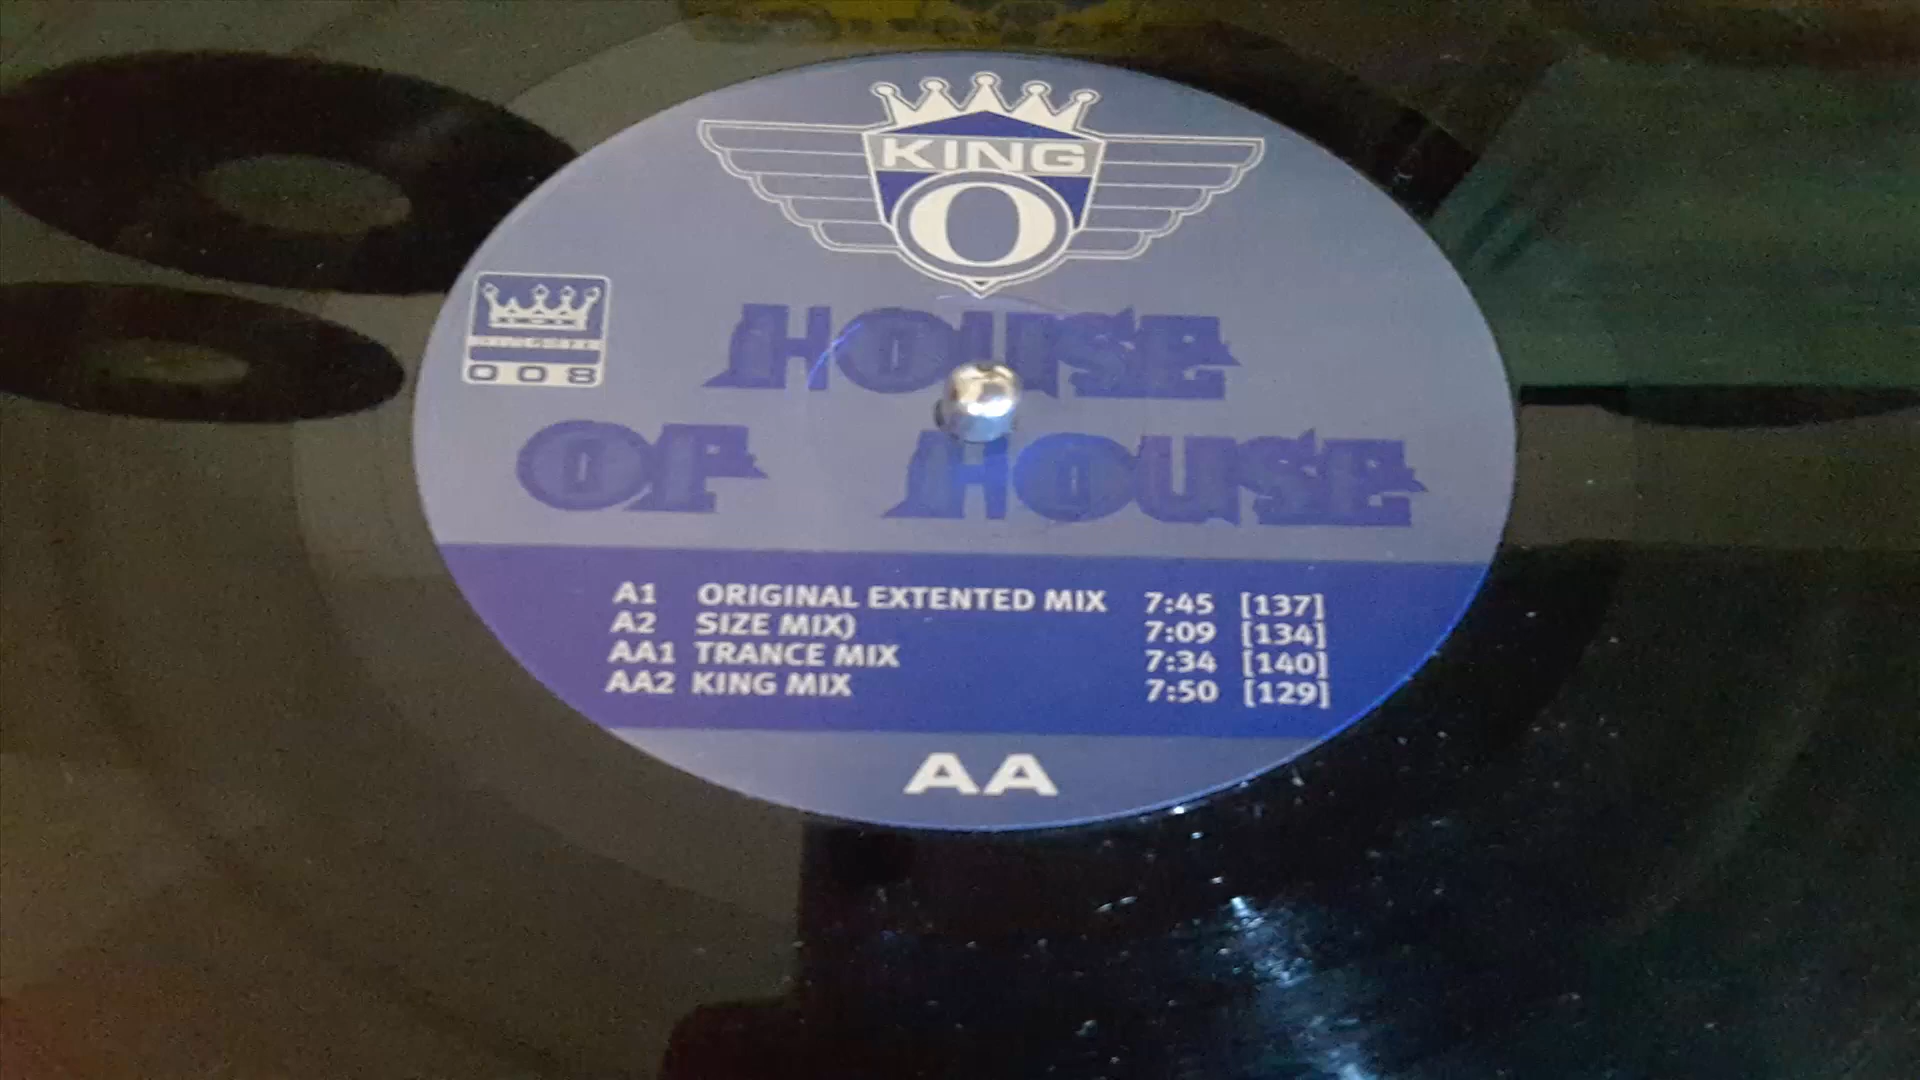 KING
O
008
HOUSE
OF HOUSE
A1 ORIGINAL EXTENTED MIX 7:45 [137]
A2 SIZE MIX) 7:09 [134]
AA1 TRANCE MIX 7:34 [140]
AA2 KING MIX 7:50 [129]
AA